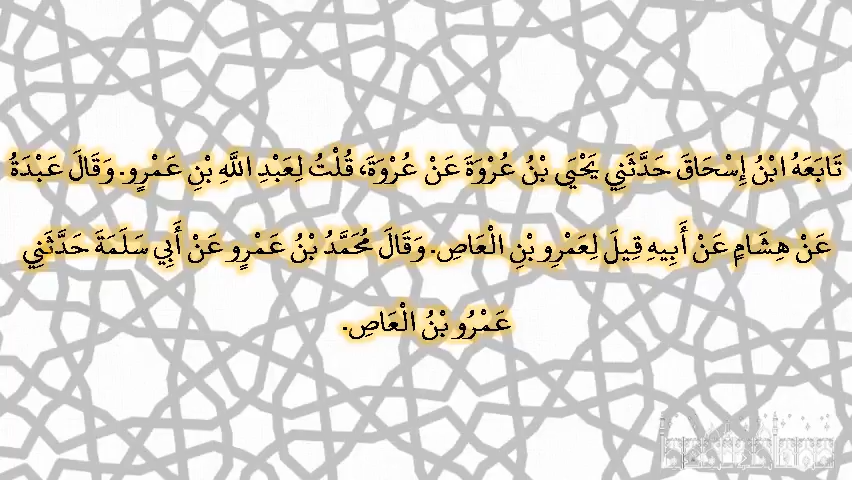 تَابَعَهُ ابْنُ إِسْحَاقَ حَدَّثَنِي يَحْيَى بْنُ عُرْوَةَ عَنْ عُرْوَةَ، قُلْتُ لِعَبْدِ اللَّهِ بْنِ عَمْرٍو. وَقَالَ عَبْدَةُ
عَنْ هِشَامٍ عَنْ أَبِيهِ قِيلَ لِعَمْرِو بْنِ الْعَاصِ. وَقَالَ مُحَمَّدُ بْنُ عَمْرٍو عَنْ أَبِي سَلَمَةَ حَدَّثَنِي
عَمْرُو بْنُ الْعَاصِ.